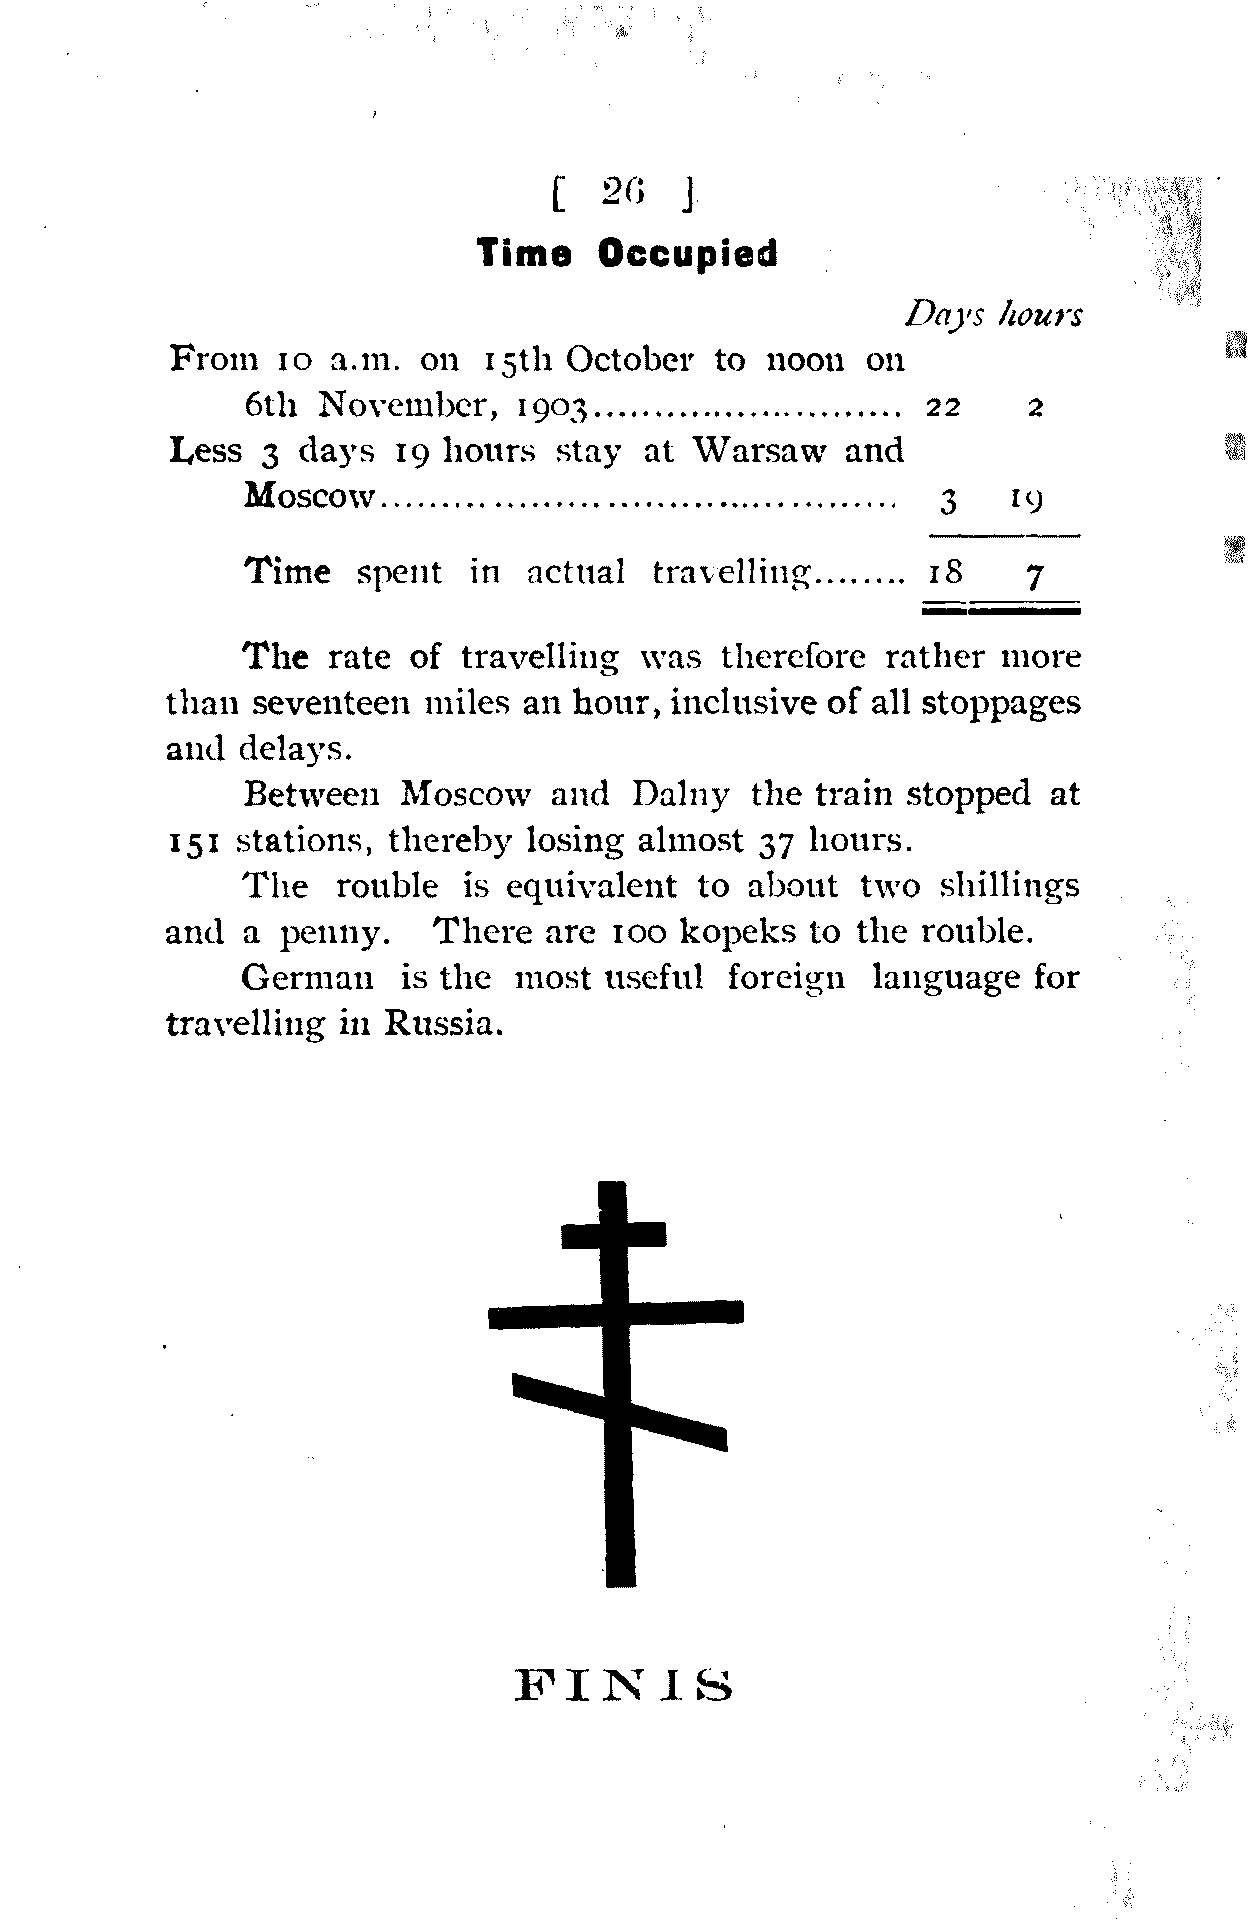 [ 26 ]
Time Occupied
Days hours
From 10 a.m. on 15th October to noon on
6th November, 1903.......................... 22 2
Less 3 days 19 hours stay at Warsaw and
Moscow.......................................... 3 19
Time spent in actual travelling........ 18 7
The rate of travelling was therefore rather more
than seventeen miles an hour, inclusive of all stoppages
and delays.
Between Moscow and Dalny the train stopped at
151 stations, thereby losing almost 37 hours.
The rouble is equivalent to about two shillings
and a penny. There are 100 kopeks to the rouble.
German is the most useful foreign language for
travelling in Russia.
FINIS